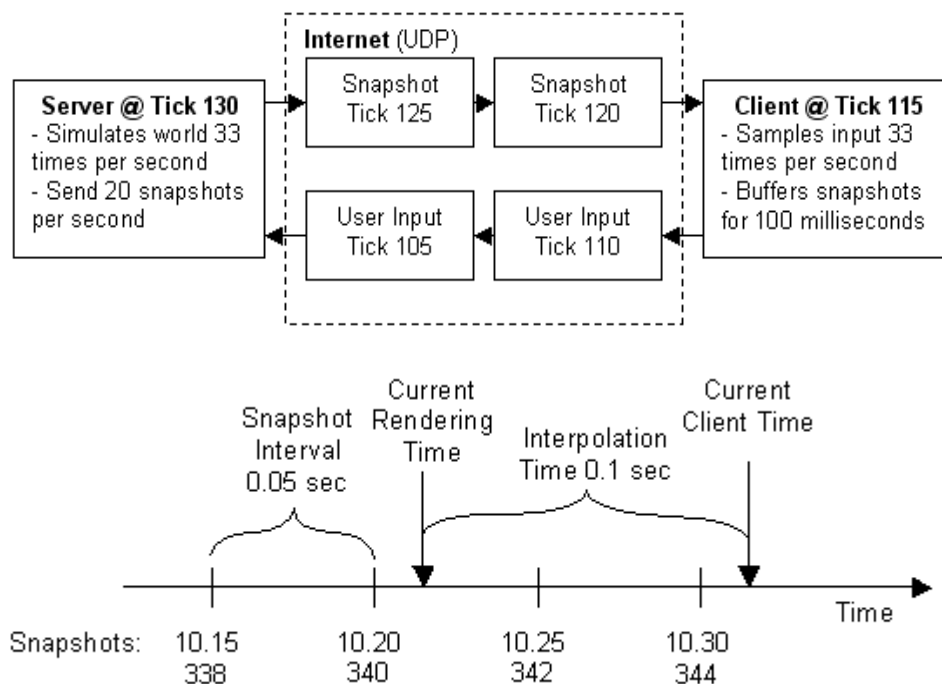 Internet (UDP)
Server @ Tick 130
- Simulates world 33
times per second
- Send 20 snapshots
per second
Snapshot
Tick 125
Snapshot
Tick 120
User Input
Tick 105
User Input
Tick 110
Client @ Tick 115
- Samples input 33
times per second
- Buffers snapshots
for 100 milliseconds
Snapshot
Interval
0.05 sec
Current
Rendering
Time
Interpolation
Time 0.1 sec
Current
Client Time
Time
Snapshots: 10.15 10.20 10.25 10.30
338 340 342 344